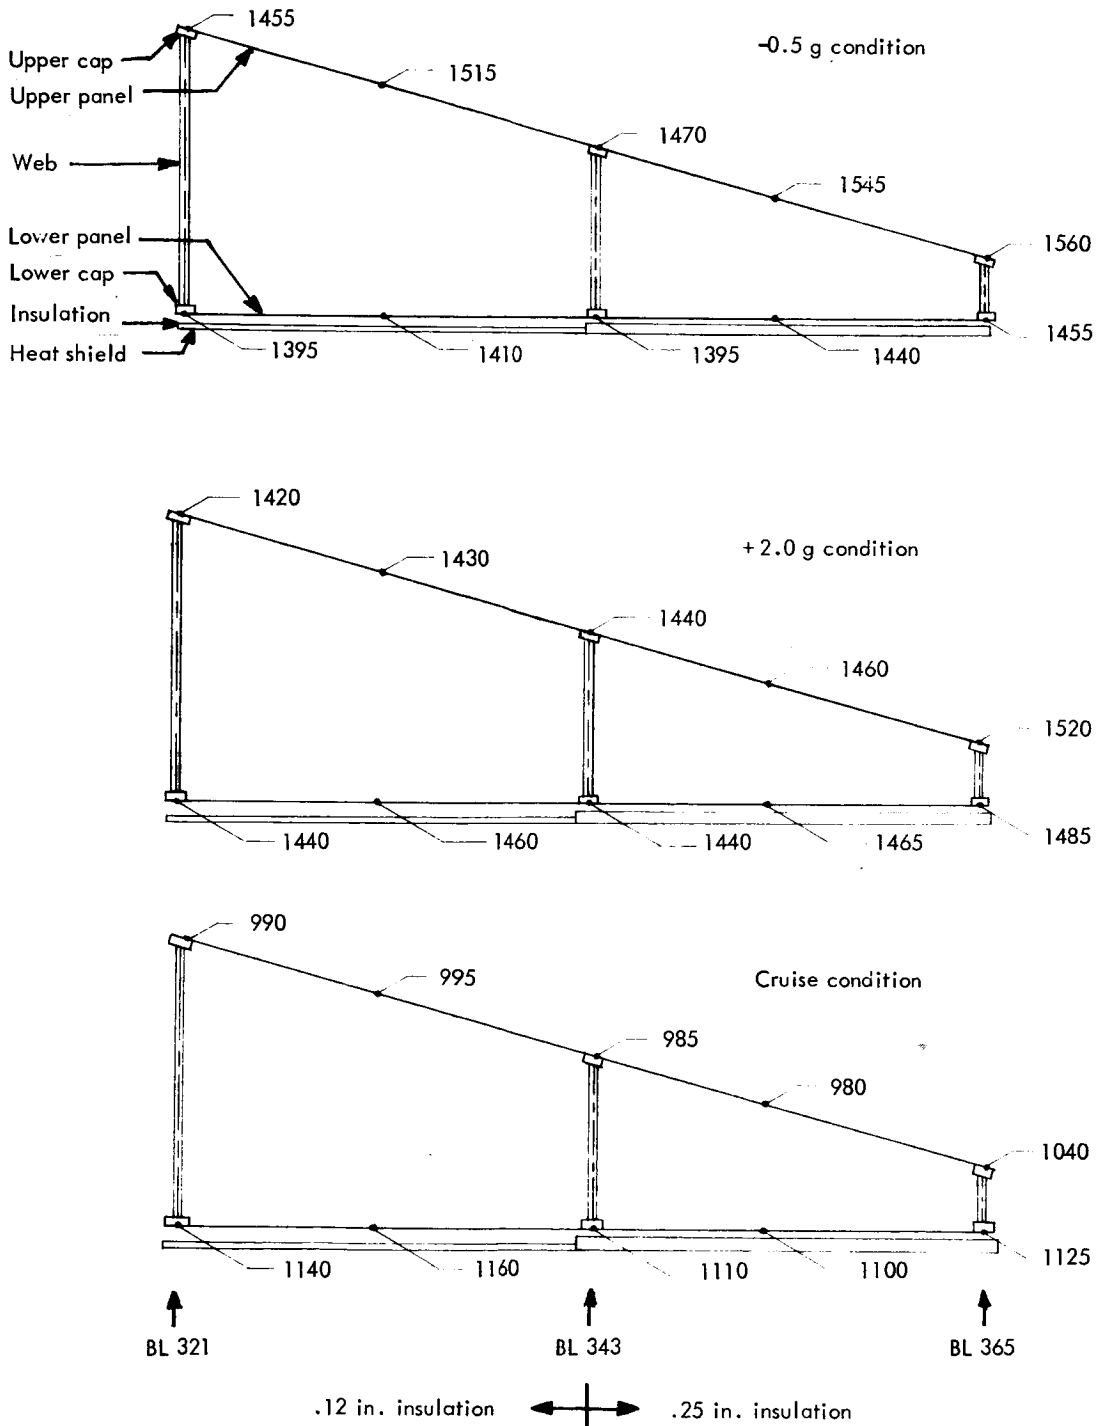 1455
-0.5 g condition
Upper cap
1515
Upper panel
1470
Web
1545
Lower panel
1560
Lower cap
Insulation
1455
Heat shield
1395
1410
1395
1440
1420
1430
+2.0 g condition
1440
1460
1520
1440
1460
1440
1465
1485
990
995
Cruise condition
985
980
1040
1140
1160
1110
1100
1125
BL 321
BL 343
BL 365
.12 in. insulation
.25 in. insulation